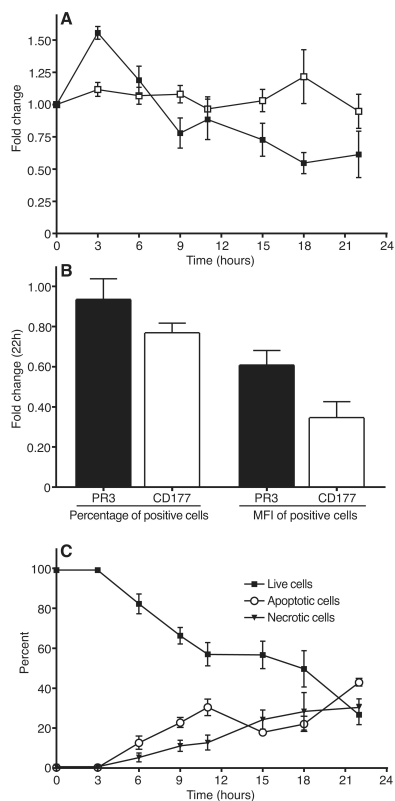 A
Fold change
1.50
1.25
1.00
0.75
0.50
0.25
0
0 3 6 9 12 15 18 21 24
Time (hours)
B
Fold change (22h)
1.00
0.80
0.60
0.40
0.20
0
PR3 CD177 PR3 CD177
Percentage of positive cells MFI of positive cells
C
Percent
100
80
60
40
20
0
Live cells
Apoptotic cells
Necrotic cells
0 3 6 9 12 15 18 21 24
Time (hours)